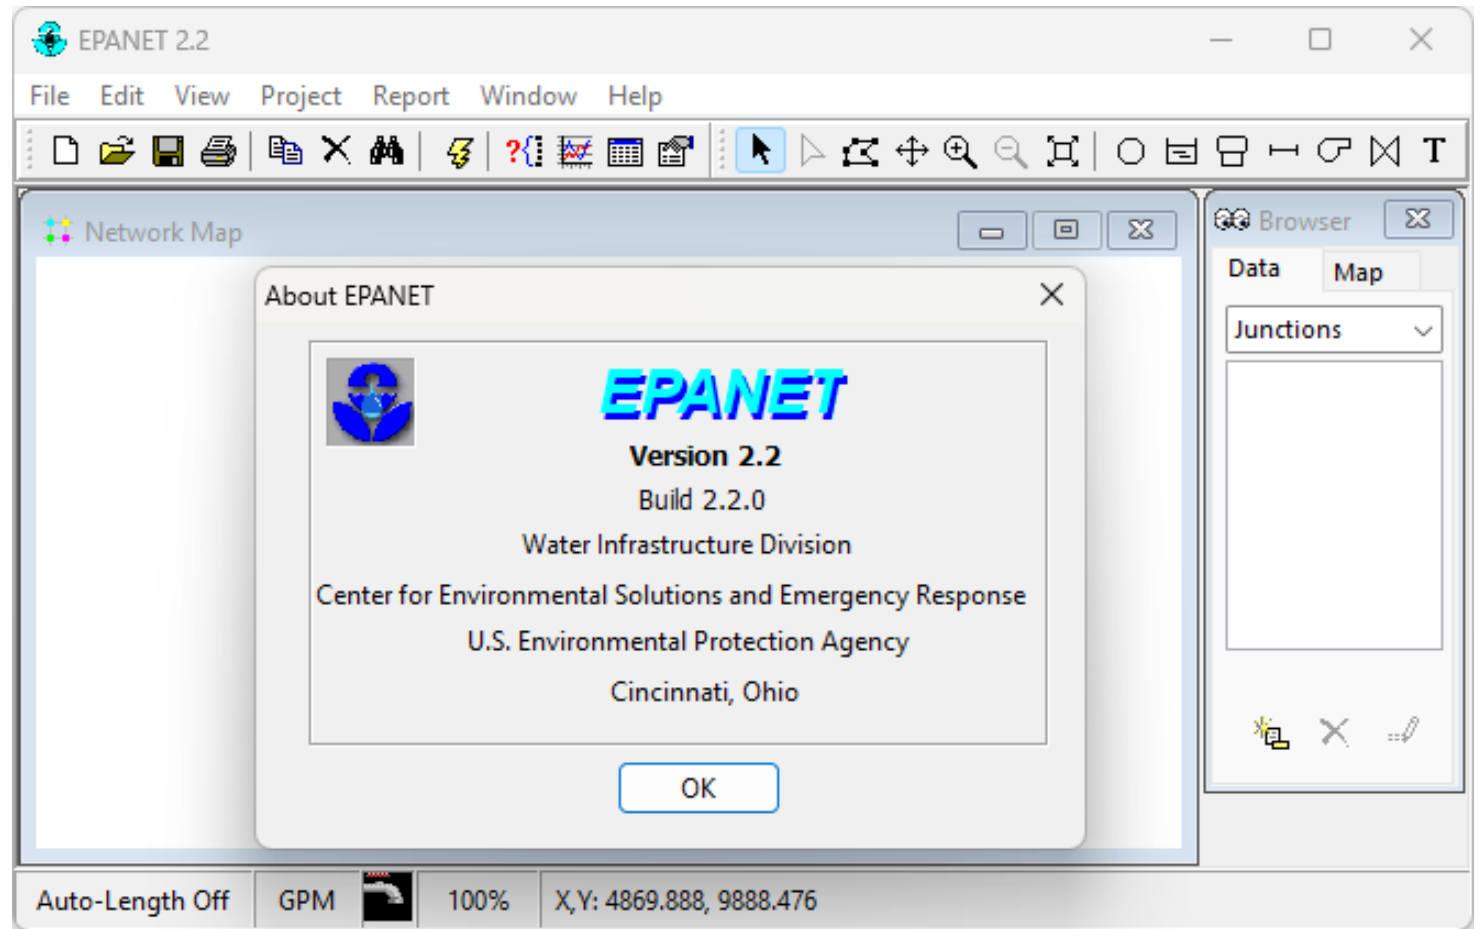 EPANET 2.2
File Edit View Project Report Window Help
?{} T
Network Map
Browser
Data Map
Junctions
About EPANET
EPANET
Version 2.2
Build 2.2.0
Water Infrastructure Division
Center for Environmental Solutions and Emergency Response
U.S. Environmental Protection Agency
Cincinnati, Ohio
OK
Auto-Length Off GPM 100% X,Y: 4869.888, 9888.476